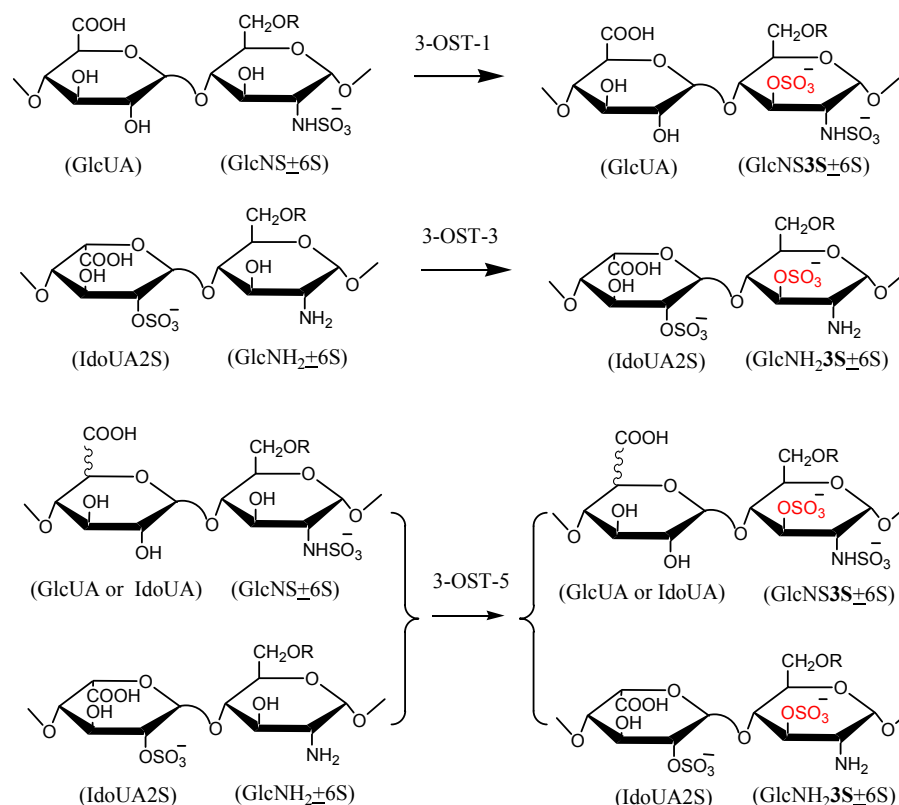 COOH
CH₂OR
O
O
OH
OH
O
OH
O
O
NHSO₃⁻
(GlcUA)
(GlcNS±6S)
3-OST-1
COOH
CH₂OR
O
O
OH
OSO₃⁻
O
OH
O
O
NHSO₃⁻
(GlcUA)
(GlcNS3S±6S)
CH₂OR
O
O
COOH
OH
OH
O
O
O
OSO₃⁻
NH₂
(IdoUA2S)
(GlcNH₂±6S)
3-OST-3
CH₂OR
O
O
COOH
OH
OSO₃⁻
O
O
O
OSO₃⁻
NH₂
(IdoUA2S)
(GlcNH₂3S±6S)
COOH
CH₂OR
O
O
OH
OH
O
OH
O
O
NHSO₃⁻
(GlcUA or IdoUA)
(GlcNS±6S)
CH₂OR
O
O
COOH
OH
OH
O
O
O
OSO₃⁻
NH₂
(IdoUA2S)
(GlcNH₂±6S)
3-OST-5
COOH
CH₂OR
O
O
OH
OSO₃⁻
O
OH
O
O
NHSO₃⁻
(GlcUA or IdoUA)
(GlcNS3S±6S)
CH₂OR
O
O
COOH
OH
OSO₃⁻
O
O
O
OSO₃⁻
NH₂
(IdoUA2S)
(GlcNH₂3S±6S)